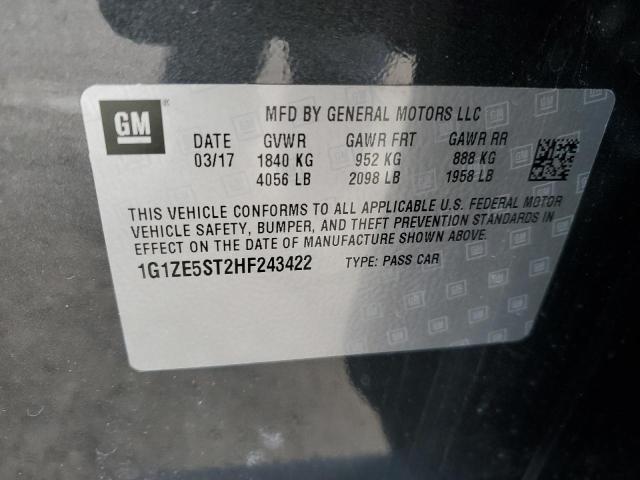 GM®
MFD BY GENERAL MOTORS LLC
DATE GVWR GAWR FRT GAWR RR
03/17 1840 KG 952 KG 888 KG
4056 LB 2098 LB 1958 LB
THIS VEHICLE CONFORMS TO ALL APPLICABLE U.S. FEDERAL MOTOR
VEHICLE SAFETY, BUMPER, AND THEFT PREVENTION STANDARDS IN
EFFECT ON THE DATE OF MANUFACTURE SHOWN ABOVE.
1G1ZE5ST2HF243422 TYPE: PASS CAR